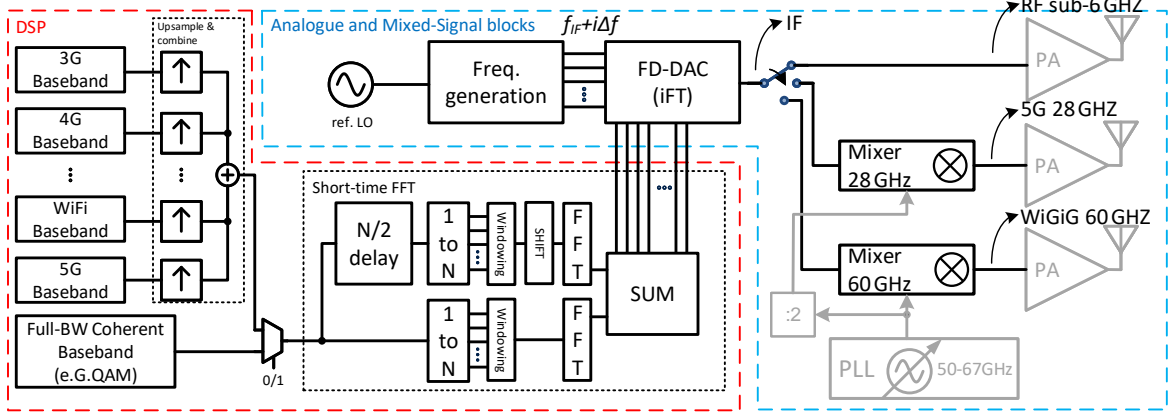 DSP
Upsample &
combine
3G
Baseband
4G
Baseband
WiFi
Baseband
5G
Baseband
Full-BW Coherent
Baseband
(e.G.QAM)
0/1
Analogue and Mixed-Signal blocks
f_IF+iΔf
IF
RF sub-6 GHZ
ref. LO
Freq.
generation
FD-DAC
(iFT)
PA
5G 28 GHZ
Mixer
28 GHz
PA
WiGiG 60 GHZ
Mixer
60 GHz
PA
:2
PLL
50-67GHz
Short-time FFT
N/2
delay
1
to
N
Windowing
SHIFT
F
F
T
SUM
1
to
N
Windowing
F
F
T